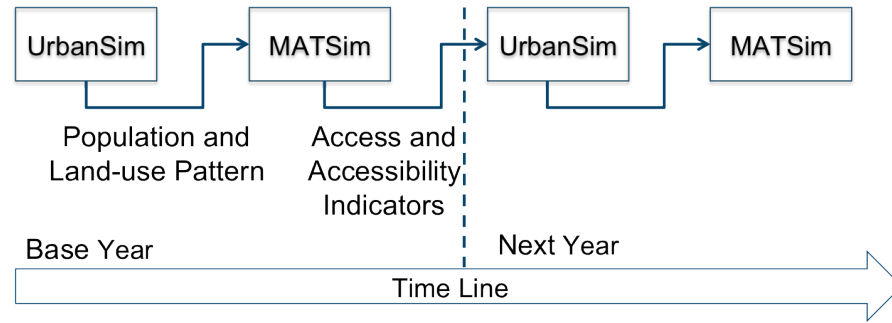 UrbanSim
MATSim
UrbanSim
MATSim
Population and
Land-use Pattern
Access and
Accessibility
Indicators
Base Year
Next Year
Time Line